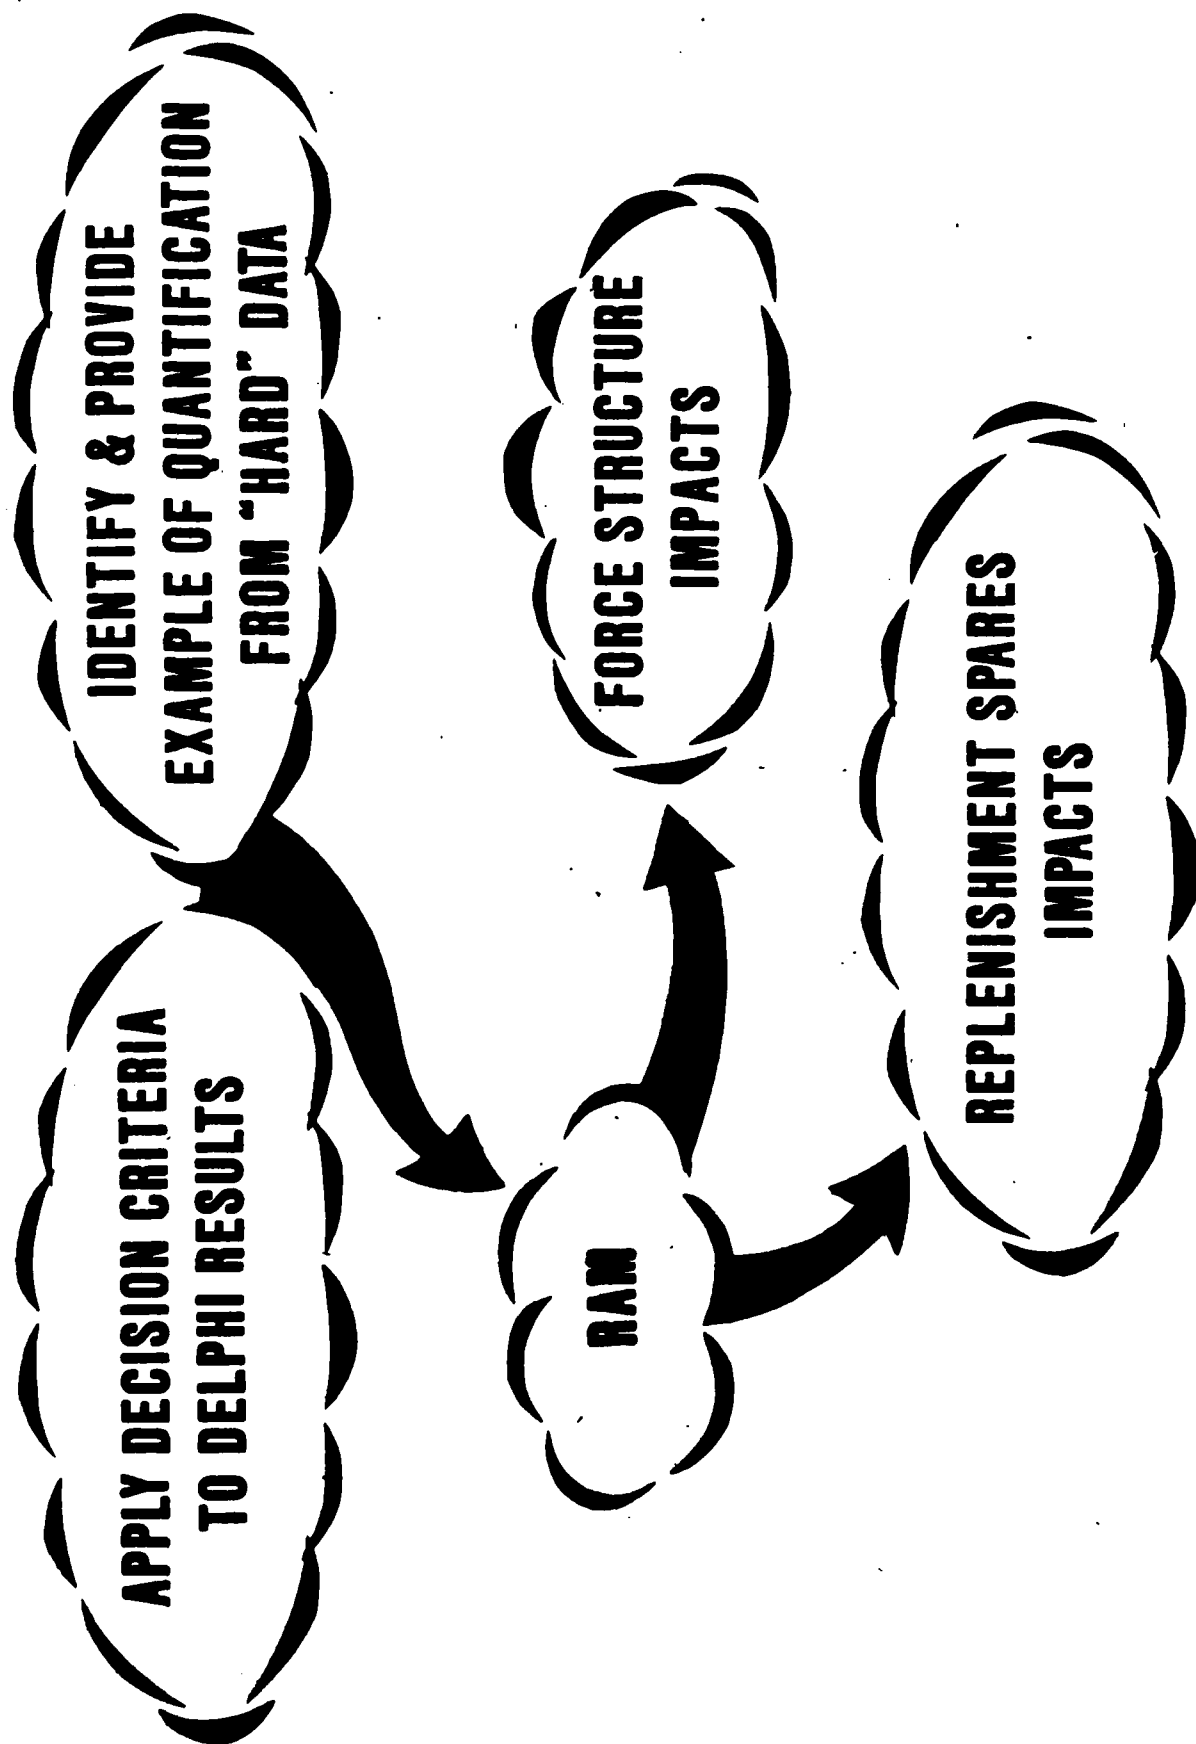 APPLY DECISION CRITERIA
TO DELPHI RESULTS
IDENTIFY & PROVIDE
EXAMPLE OF QUANTIFICATION
FROM “HARD” DATA
RAM
FORCE STRUCTURE
IMPACTS
REPLENISHMENT SPARES
IMPACTS